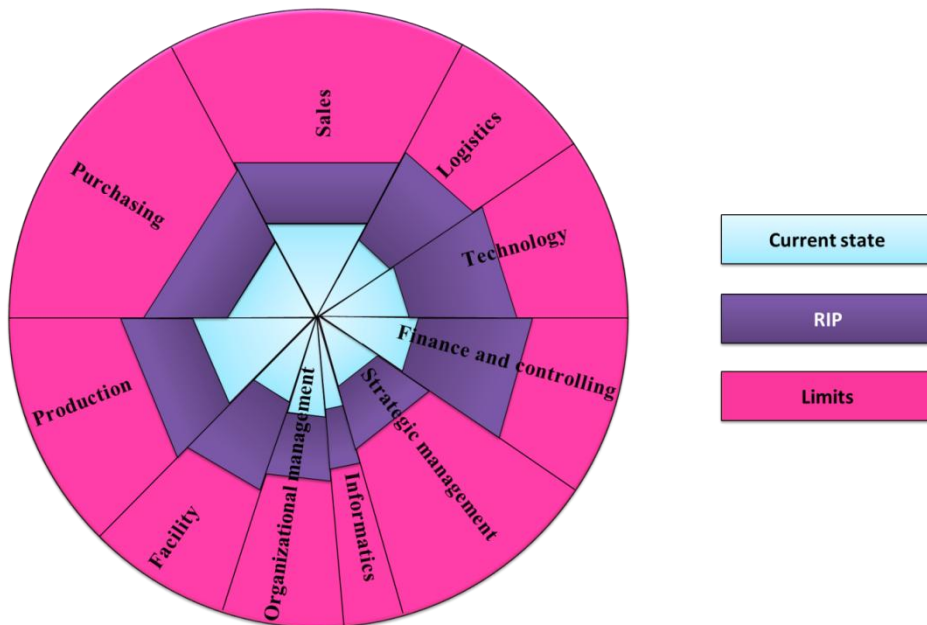 Sales
Logistics
Technology
Finance and controlling
Strategic management
Informatics
Organizational management
Facility
Production
Purchasing
Current state
RIP
Limits